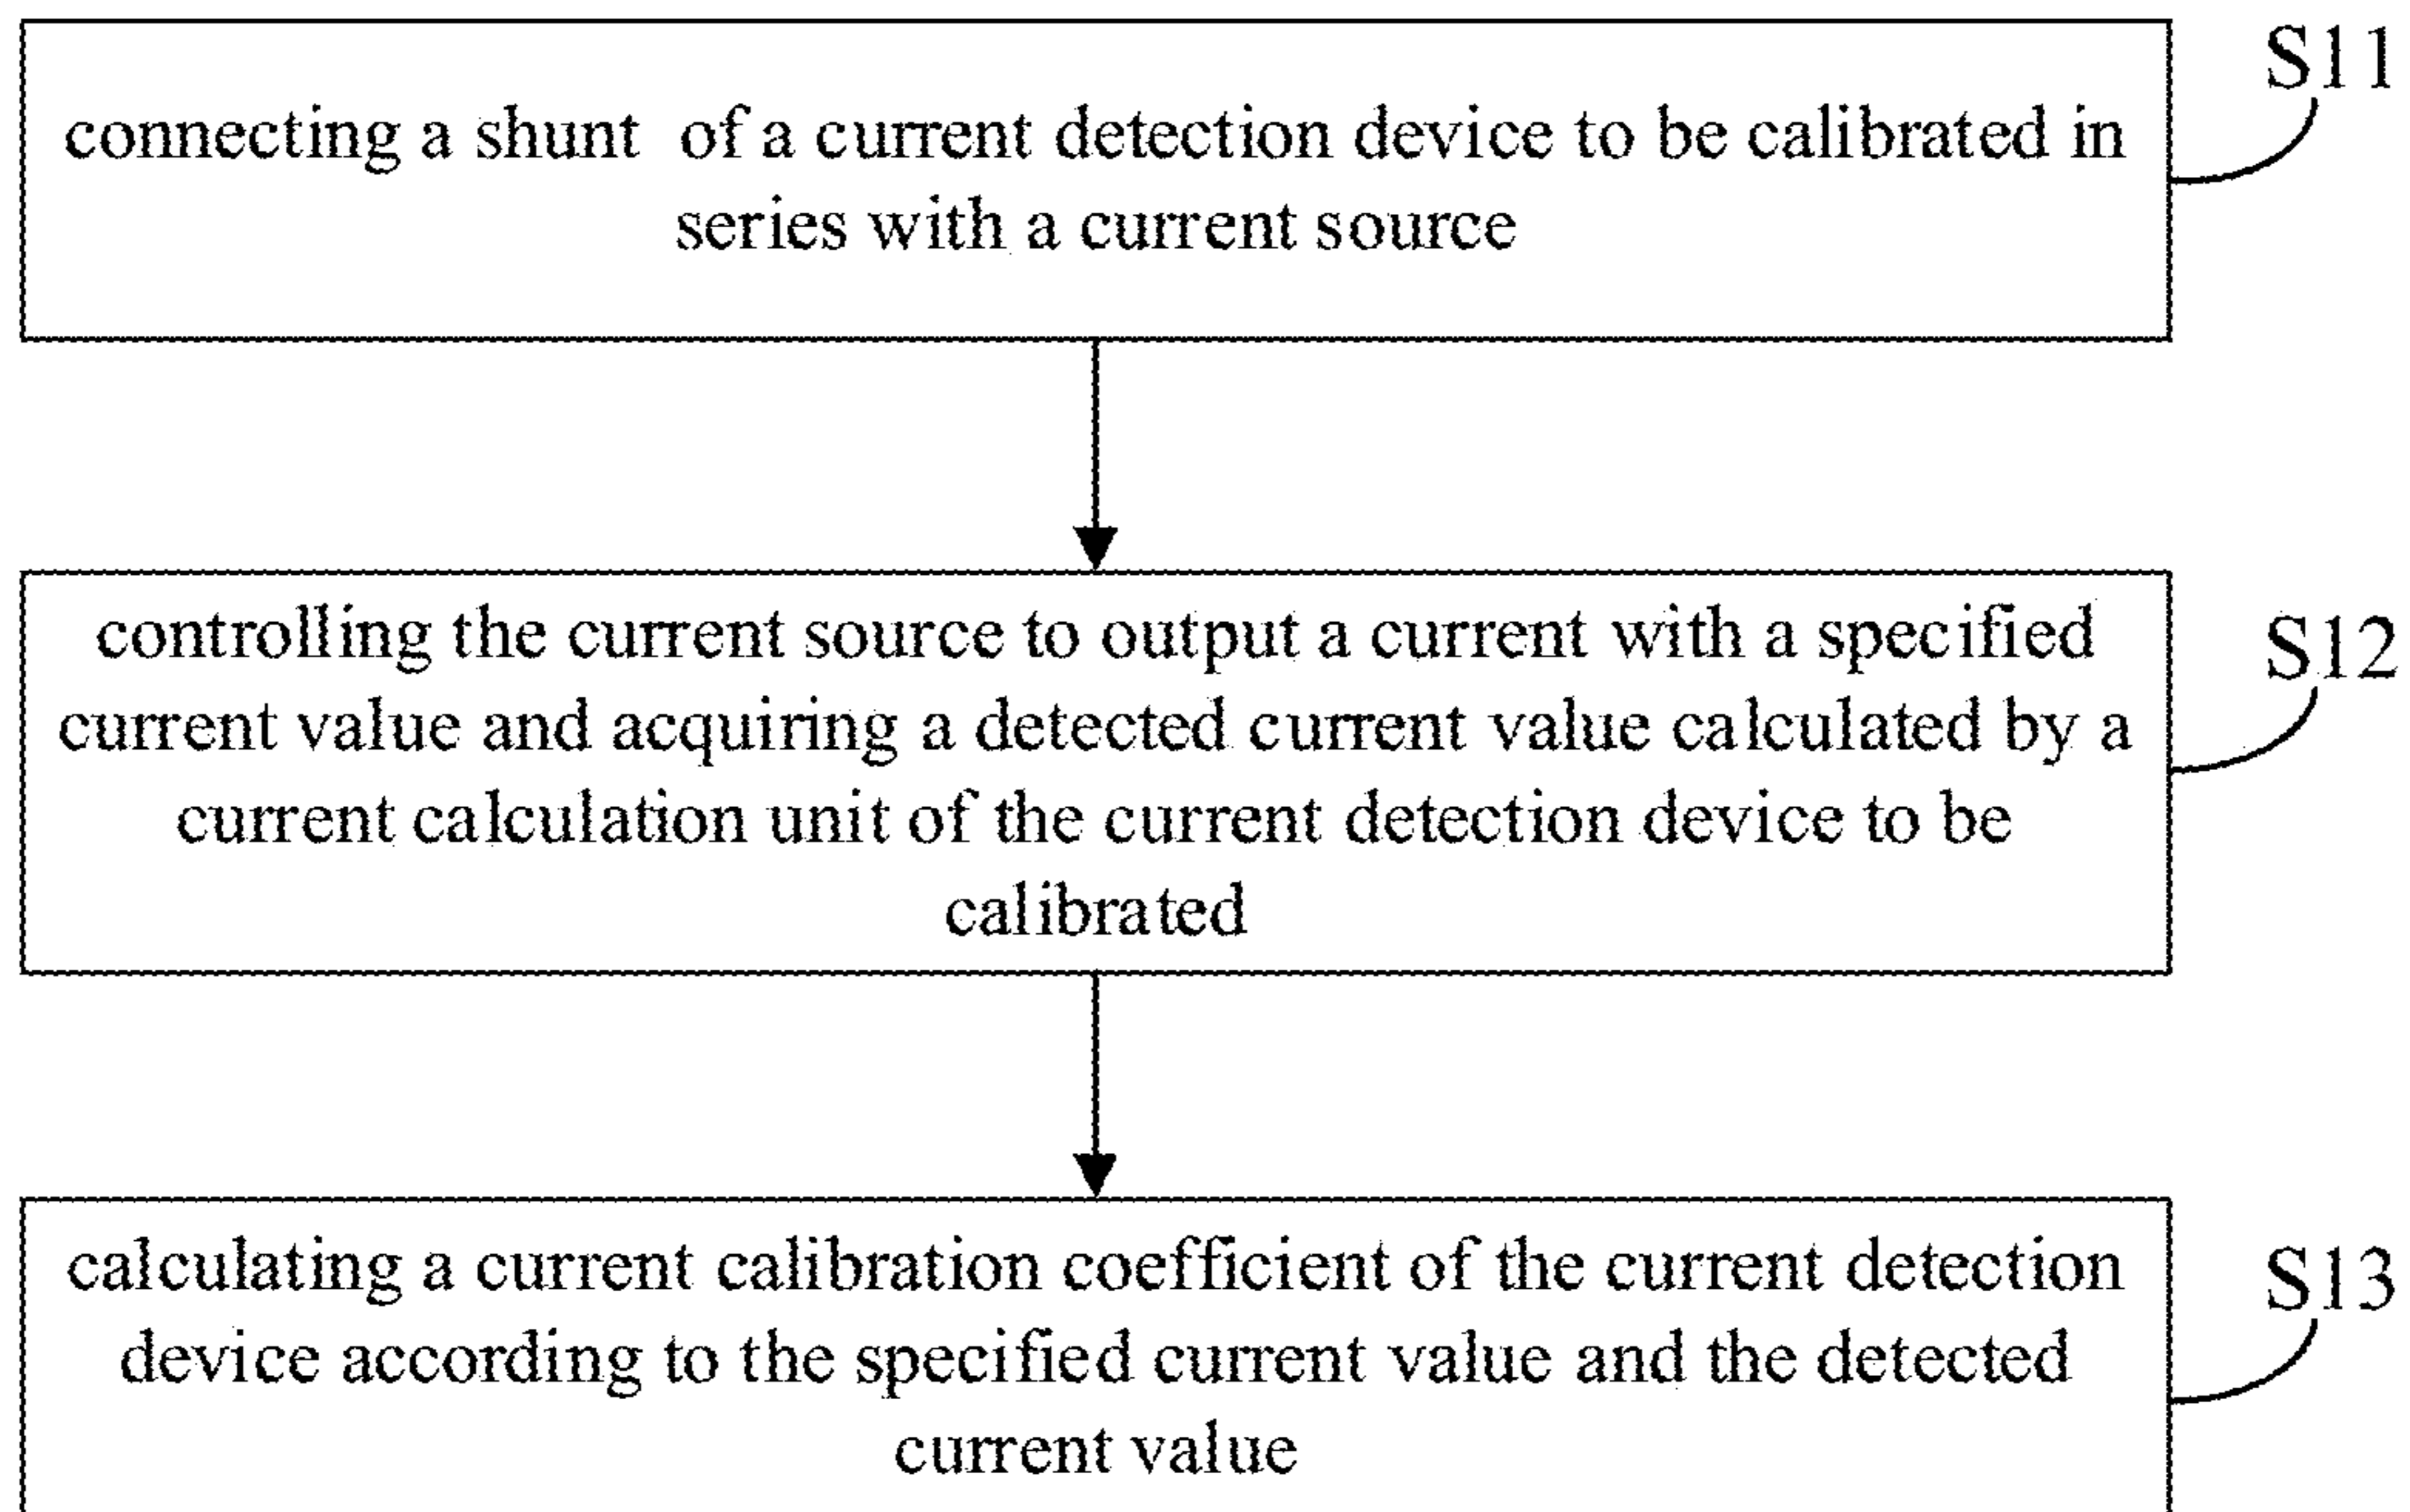 S11
connecting a shunt of a current detection device to be calibrated in
series with a current source
S12
controlling the current source to output a current with a specified
current value and acquiring a detected current value calculated by a
current calculation unit of the current detection device to be
calibrated
S13
calculating a current calibration coefficient of the current detection
device according to the specified current value and the detected
current value